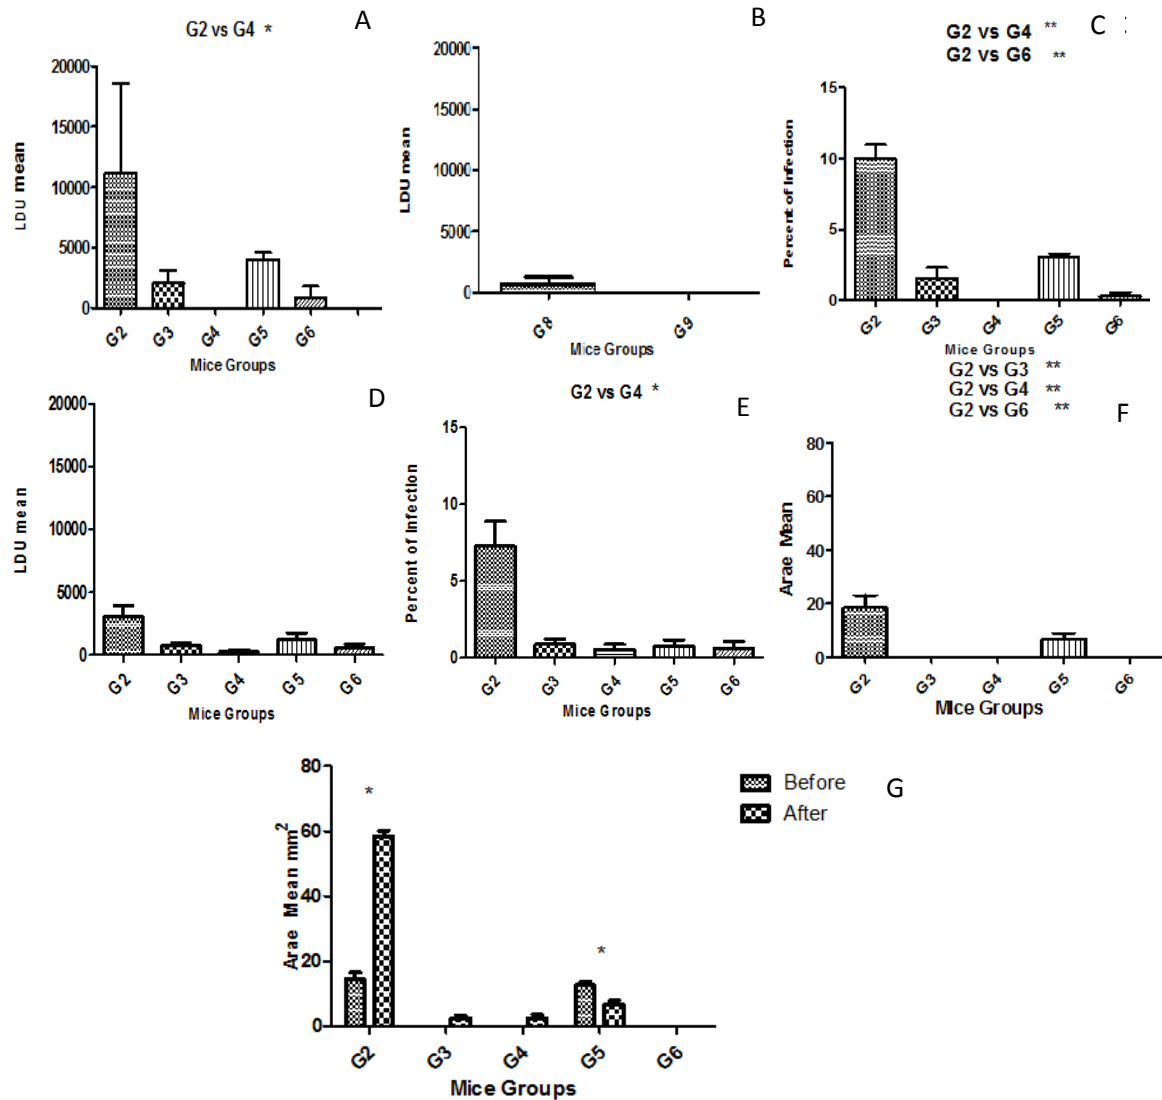 A
G2 vs G4 *
20000
15000
10000
5000
0
LDU mean
G2 G3 G4 G5 G6
Mice Groups
B
20000
15000
10000
5000
0
LDU mean
G8 G9
Mice Groups
C :
G2 vs G4 **
G2 vs G6 **
15
10
5
0
Percent of Infection
G2 G3 G4 G5 G6
Mice Groups
D
20000
15000
10000
5000
0
LDU mean
G2 G3 G4 G5 G6
Mice Groups
E
G2 vs G4 *
15
10
5
0
Percent of Infection
G2 G3 G4 G5 G6
Mice Groups
F
G2 vs G3 **
G2 vs G4 **
G2 vs G6 **
80
60
40
20
0
Arae Mean
G2 G3 G4 G5 G6
Mice Groups
G
Before
After
80
60
40
20
0
Arae Mean mm²
* *
G2 G3 G4 G5 G6
Mice Groups